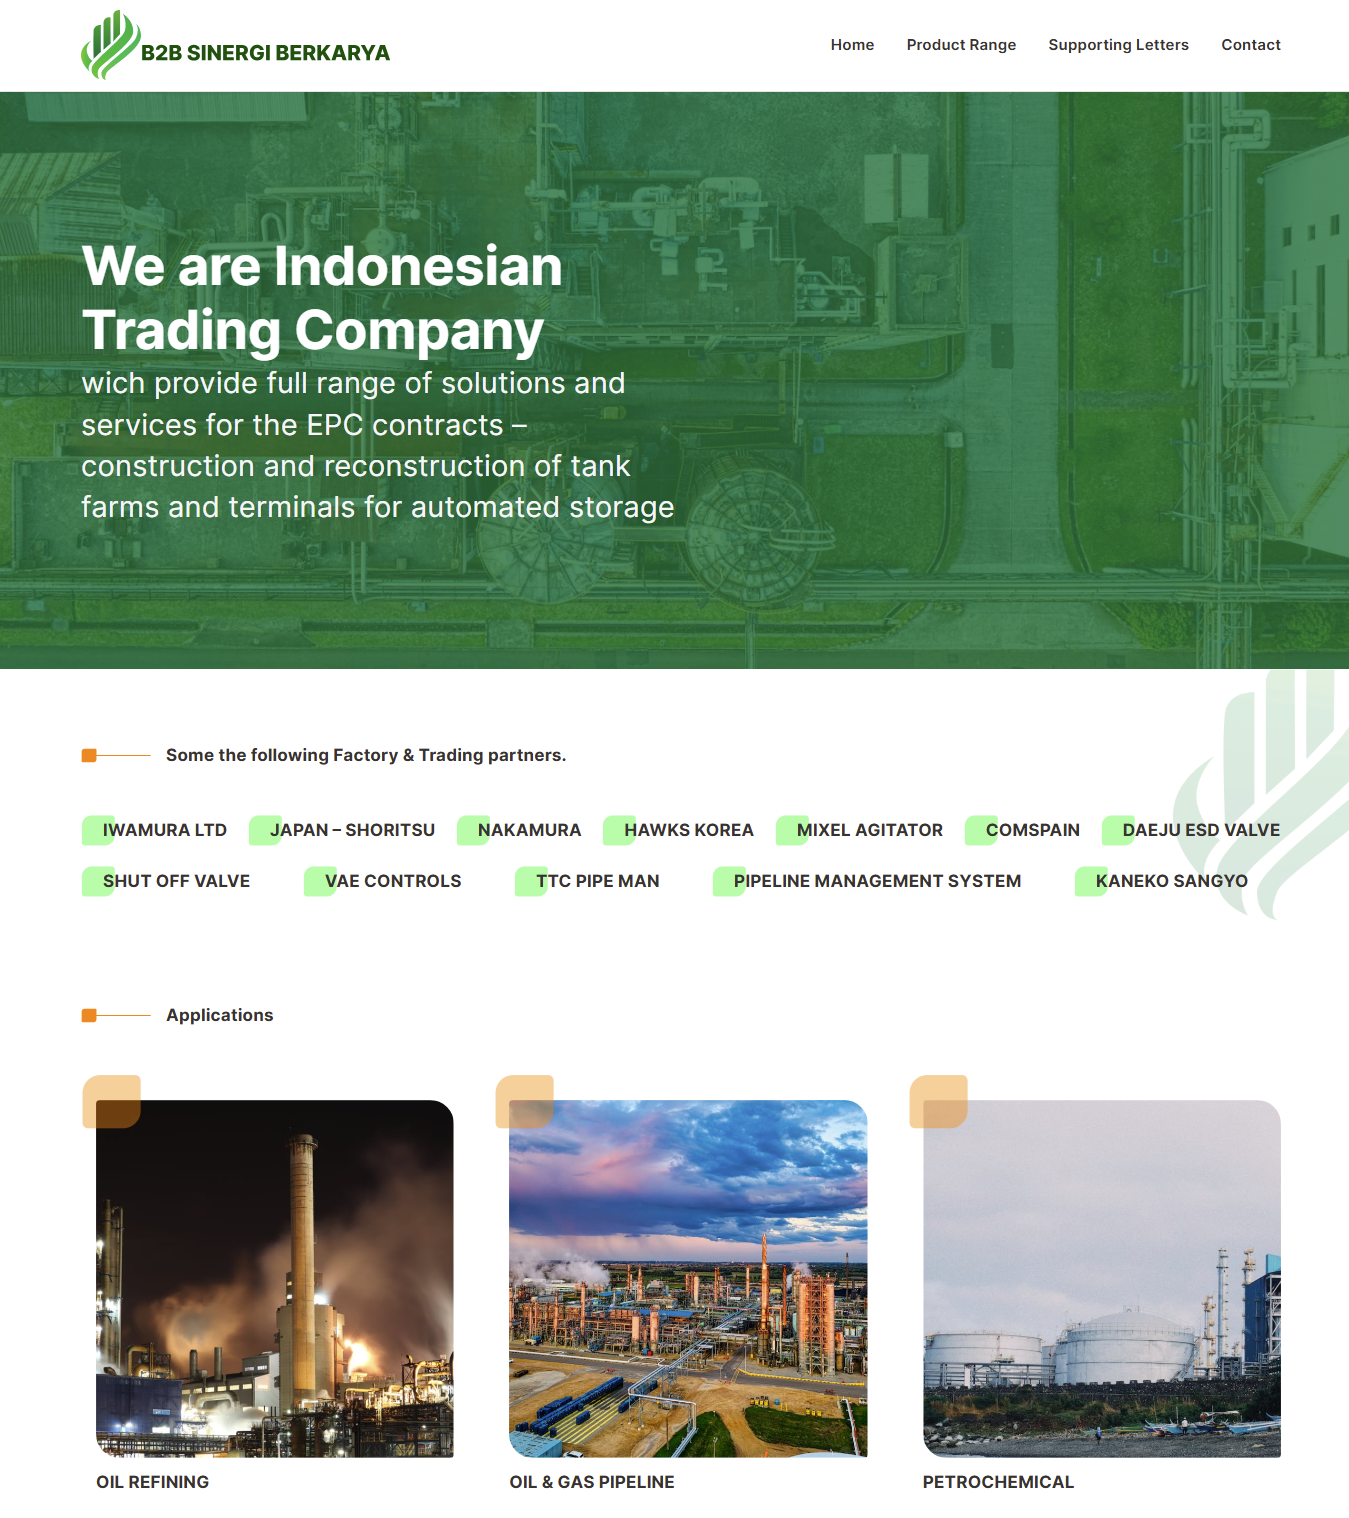 B2B SINERGI BERKARYA
Home Product Range Supporting Letters Contact
We are Indonesian
Trading Company
wich provide full range of solutions and
services for the EPC contracts –
construction and reconstruction of tank
farms and terminals for automated storage
Some the following Factory & Trading partners.
IWAMURA LTD JAPAN – SHORITSU NAKAMURA HAWKS KOREA MIXEL AGITATOR COMSPAIN DAEJU ESD VALVE
SHUT OFF VALVE VAE CONTROLS TTC PIPE MAN PIPELINE MANAGEMENT SYSTEM KANEKO SANGYO
Applications
OIL REFINING OIL & GAS PIPELINE PETROCHEMICAL